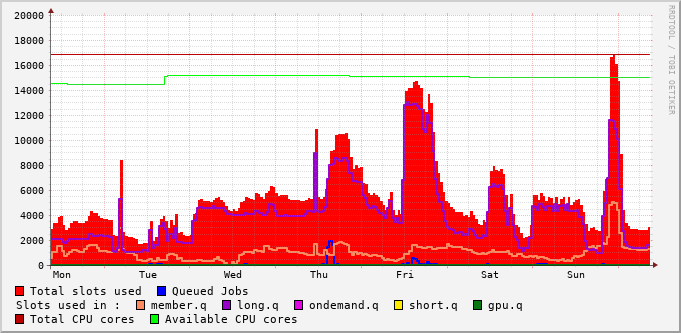 RRDTOOL / TOBI OETIKER
20000
18000
16000
14000
12000
10000
8000
6000
4000
2000
0
Mon Tue Wed Thu Fri Sat Sun
Total slots used Queued Jobs
Slots used in : member.q long.q ondemand.q short.q gpu.q
Total CPU cores Available CPU cores